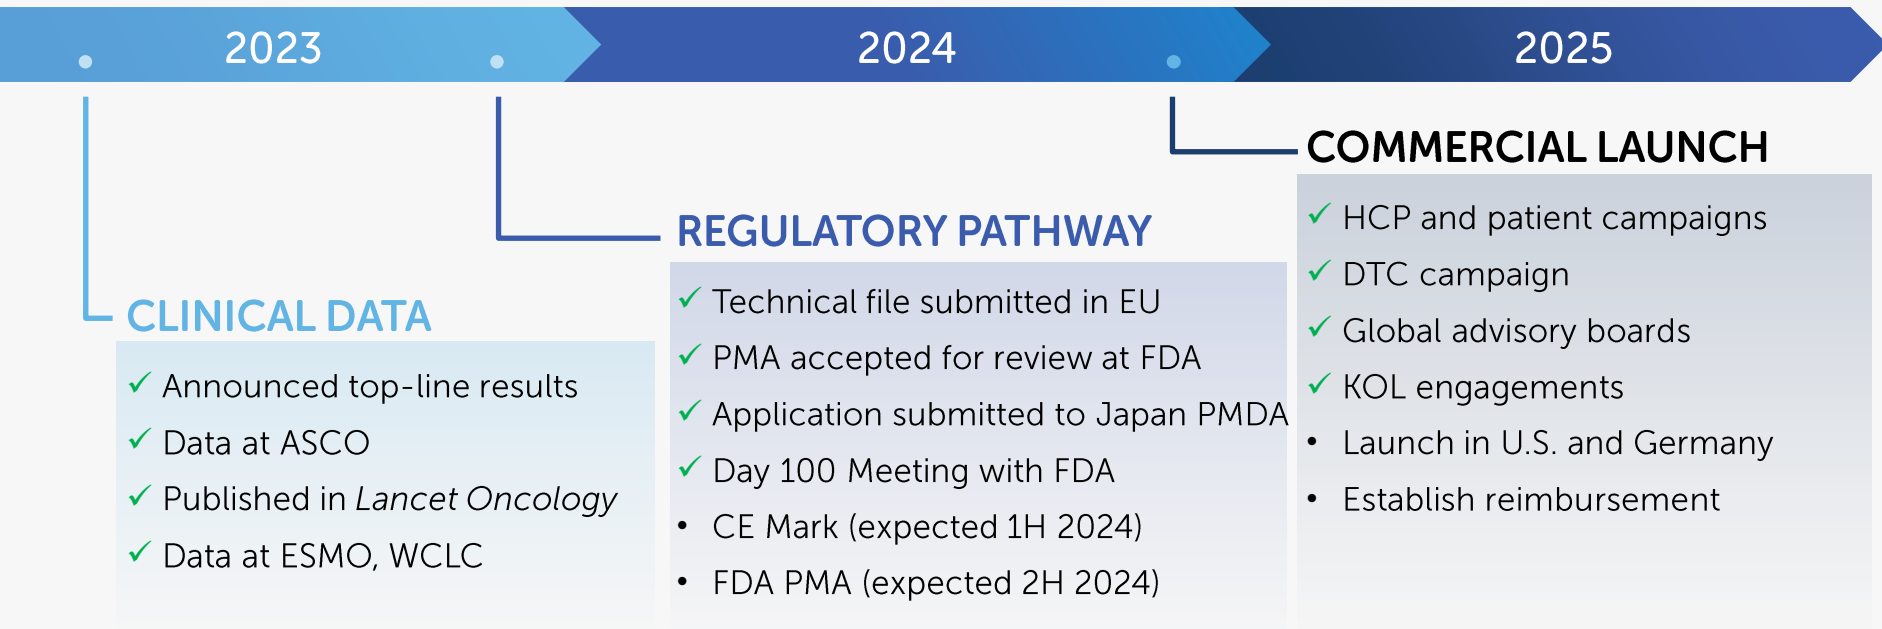 2023
2024
2025
CLINICAL DATA
✓ Announced top-line results
✓ Data at ASCO
✓ Published in Lancet Oncology
✓ Data at ESMO, WCLC
REGULATORY PATHWAY
✓ Technical file submitted in EU
✓ PMA accepted for review at FDA
✓ Application submitted to Japan PMDA
✓ Day 100 Meeting with FDA
• CE Mark (expected 1H 2024)
• FDA PMA (expected 2H 2024)
COMMERCIAL LAUNCH
✓ HCP and patient campaigns
✓ DTC campaign
✓ Global advisory boards
✓ KOL engagements
• Launch in U.S. and Germany
• Establish reimbursement